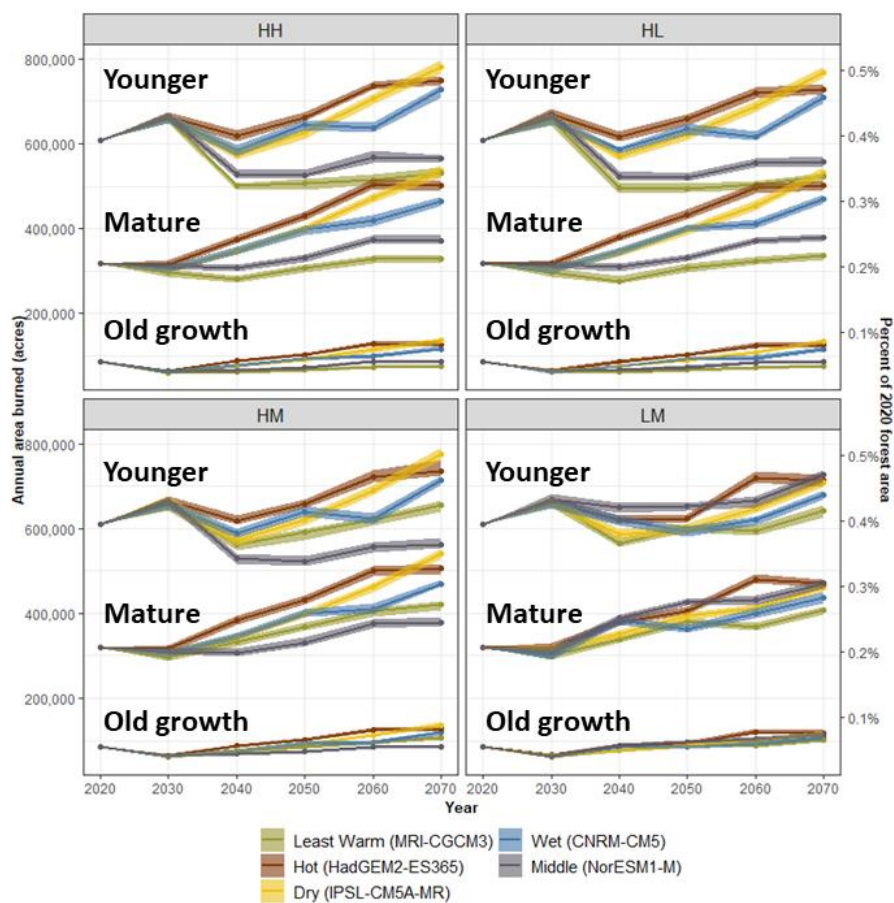 HH
HL
800,000
600,000
400,000
200,000
Younger
Mature
Old growth
Younger
Mature
Old growth
0.5%
0.4%
0.3%
0.2%
0.1%
HM
LM
800,000
600,000
400,000
200,000
Younger
Mature
Old growth
Younger
Mature
Old growth
0.5%
0.4%
0.3%
0.2%
0.1%
Annual area burned (acres)
Percent of 2020 forest area
2020 2030 2040 2050 2060 2070
2020 2030 2040 2050 2060 2070
Year
Least Warm (MRI-CGCM3)
Hot (HadGEM2-ES365)
Dry (IPSL-CM5A-MR)
Wet (CNRM-CM5)
Middle (NorESM1-M)